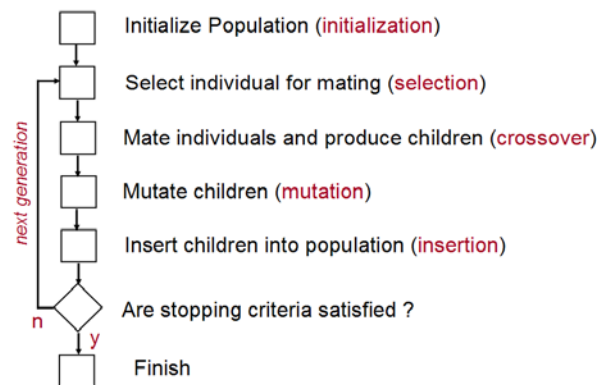 Initialize Population (initialization)
Select individual for mating (selection)
Mate individuals and produce children (crossover)
Mutate children (mutation)
Insert children into population (insertion)
next generation
Are stopping criteria satisfied ?
n
y
Finish